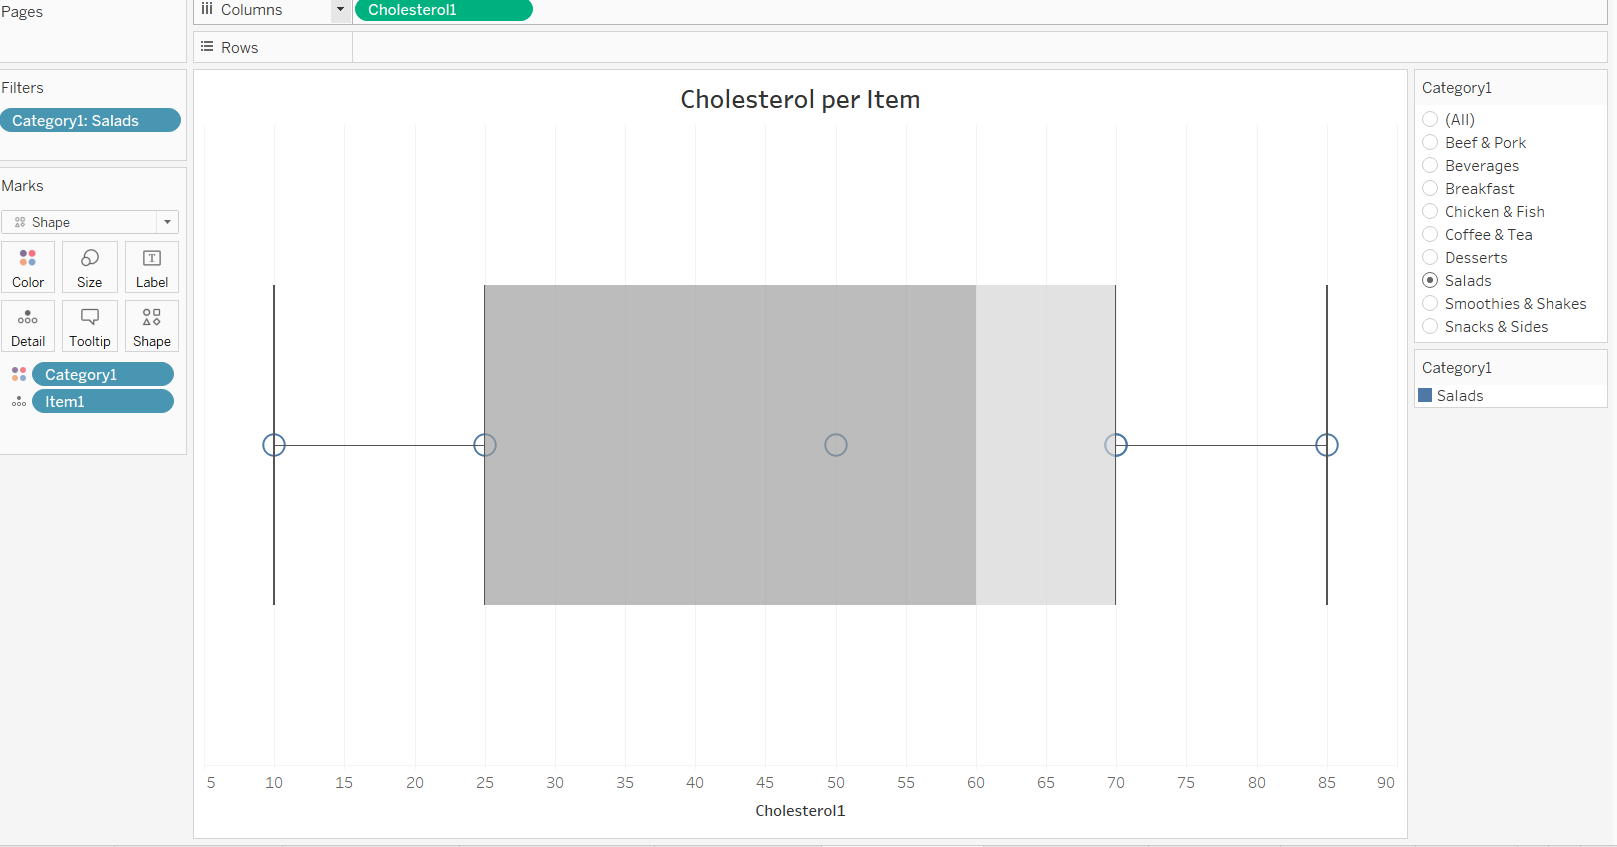 Pages
Columns
Cholesterol1
Rows
Filters
Category1: Salads
Marks
Shape
Color
Size
T
Label
Detail
Tooltip
Shape
Category1
Item1
Cholesterol per Item
5 10 15 20 25 30 35 40 45 50 55 60 65 70 75 80 85 90
Cholesterol1
Category1
(All)
Beef & Pork
Beverages
Breakfast
Chicken & Fish
Coffee & Tea
Desserts
Salads
Smoothies & Shakes
Snacks & Sides
Category1
Salads